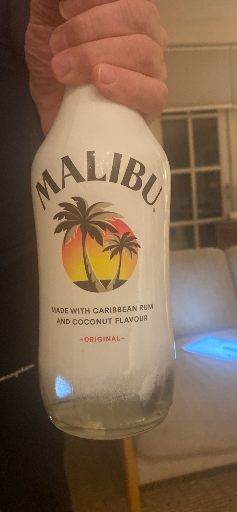 MALIBU
MADE WITH CARIBBEAN RUM
AND COCONUT FLAVOUR
-ORIGINAL-